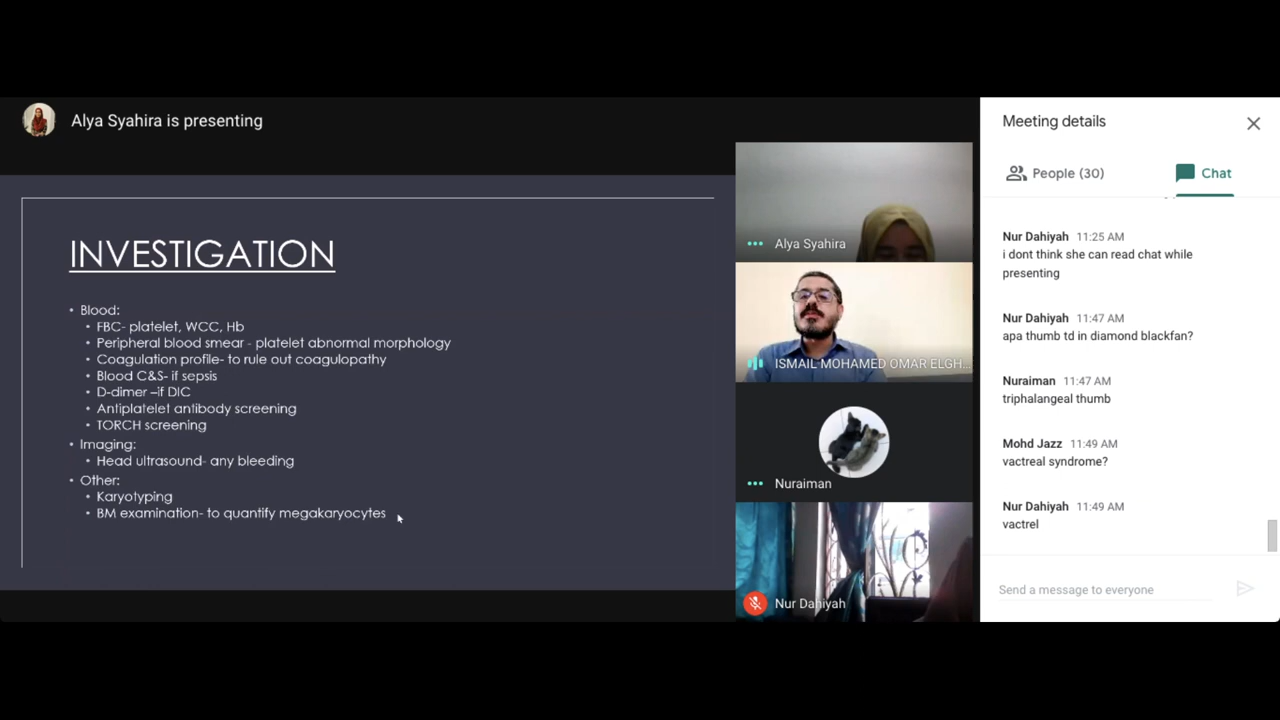 Alya Syahira is presenting
INVESTIGATION
• Blood:
• FBC- platelet, WCC, Hb
• Peripheral blood smear - platelet abnormal morphology
• Coagulation profile- to rule out coagulopathy
• Blood C&S- if sepsis
• D-dimer –if DIC
• Antiplatelet antibody screening
• TORCH screening
• Imaging:
• Head ultrasound- any bleeding
• Other:
• Karyotyping
• BM examination- to quantify megakaryocytes
Alya Syahira
ISMAIL MOHAMED OMAR ELGH...
Nuraiman
Nur Dahiyah
Meeting details
People (30)
Chat
Nur Dahiyah 11:25 AM
i dont think she can read chat while
presenting
Nur Dahiyah 11:47 AM
apa thumb td in diamond blackfan?
Nuraiman 11:47 AM
triphalangeal thumb
Mohd Jazz 11:49 AM
vactreal syndrome?
Nur Dahiyah 11:49 AM
vactrel
Send a message to everyone